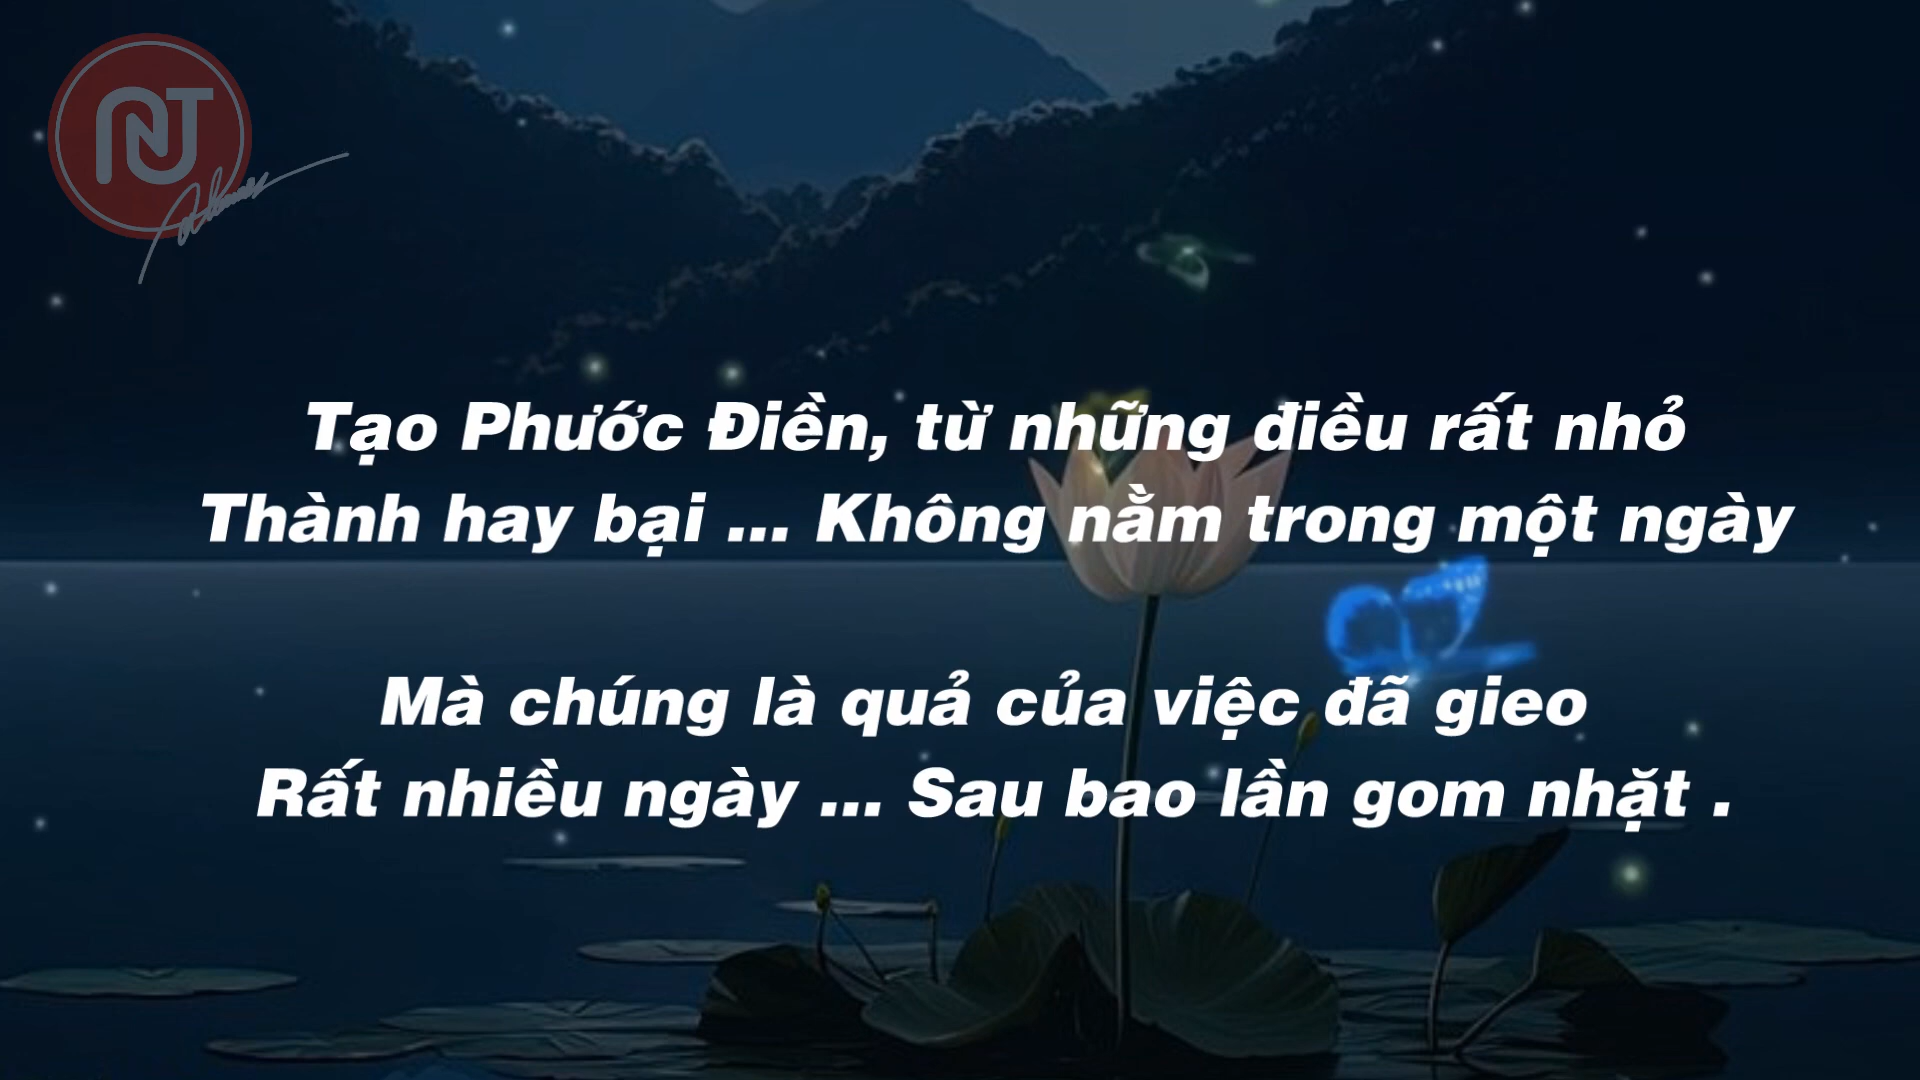 NT
Tạo Phước Điền, từ những điều rất nhỏ
Thành hay bại ... Không nằm trong một ngày
Mà chúng là quả của việc đã gieo
Rất nhiều ngày ... Sau bao lần gom nhặt .